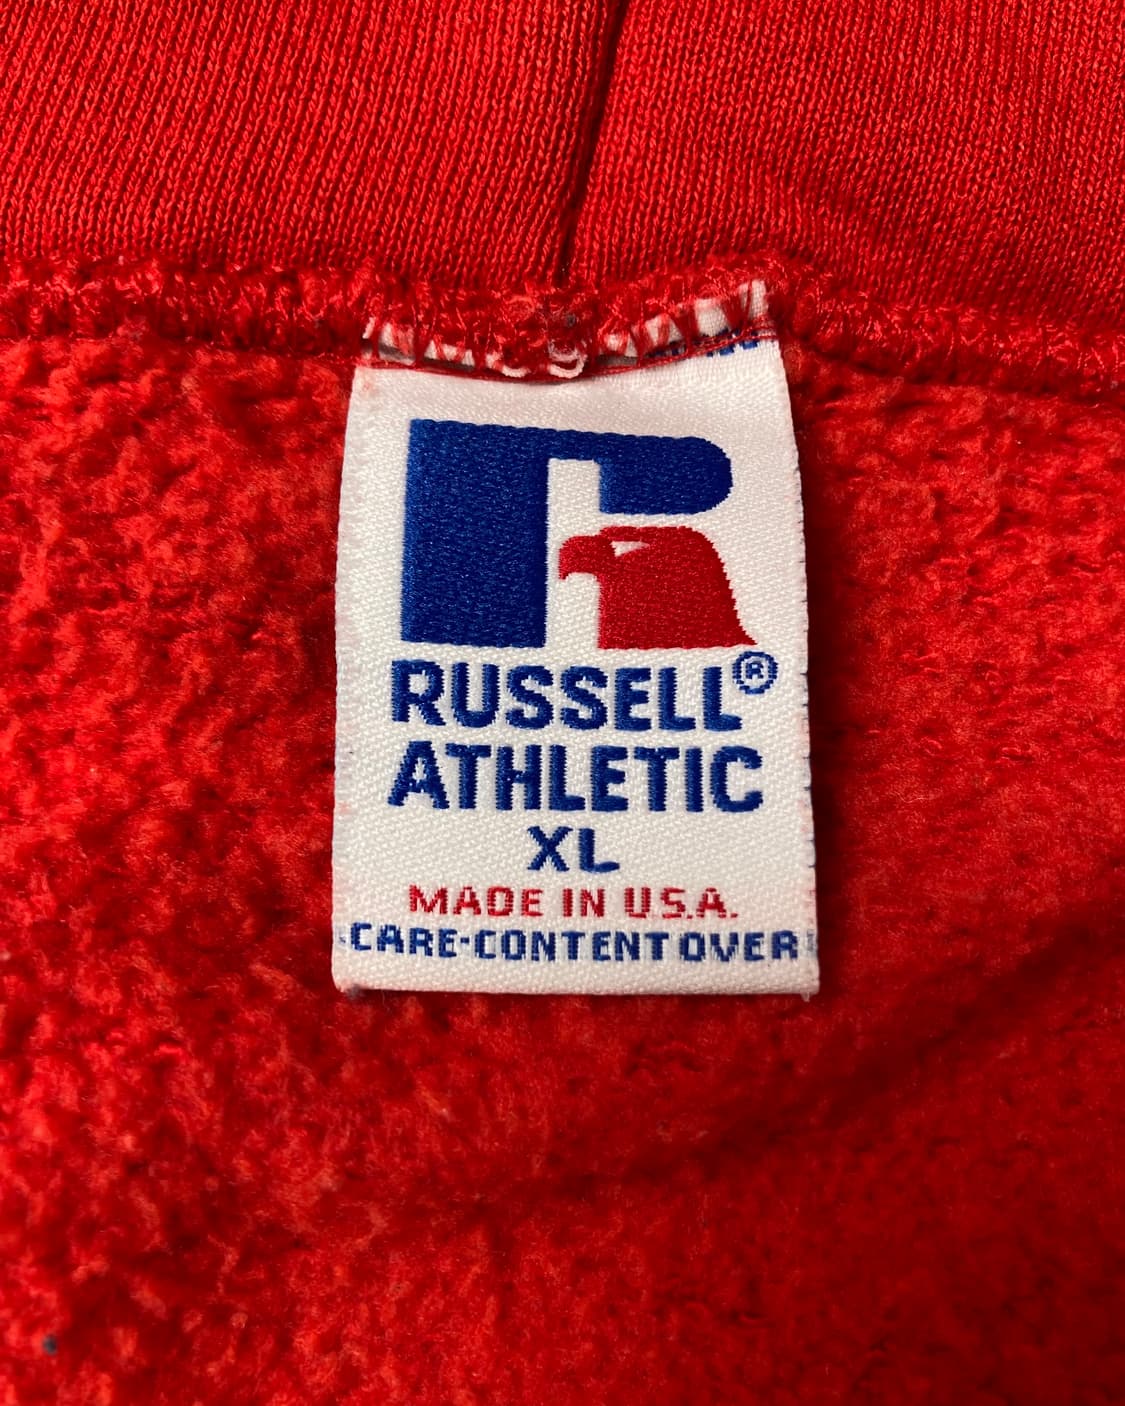 RUSSELL®
ATHLETIC
XL
MADE IN U.S.A.
CARE-CONTENT OVER